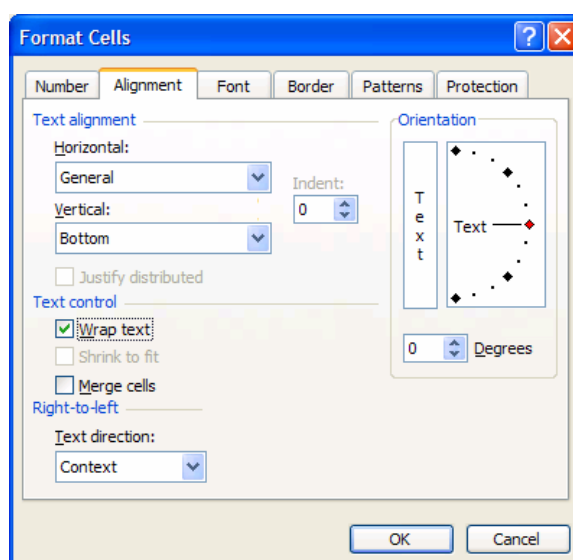 Format Cells
Number Alignment Font Border Patterns Protection
Text alignment
Horizontal:
General
Vertical:
Bottom
Indent:
0
Justify distributed
Text control
Wrap text
Shrink to fit
Merge cells
Right-to-left
Text direction:
Context
Orientation
Text
Text
0 Degrees
OK Cancel